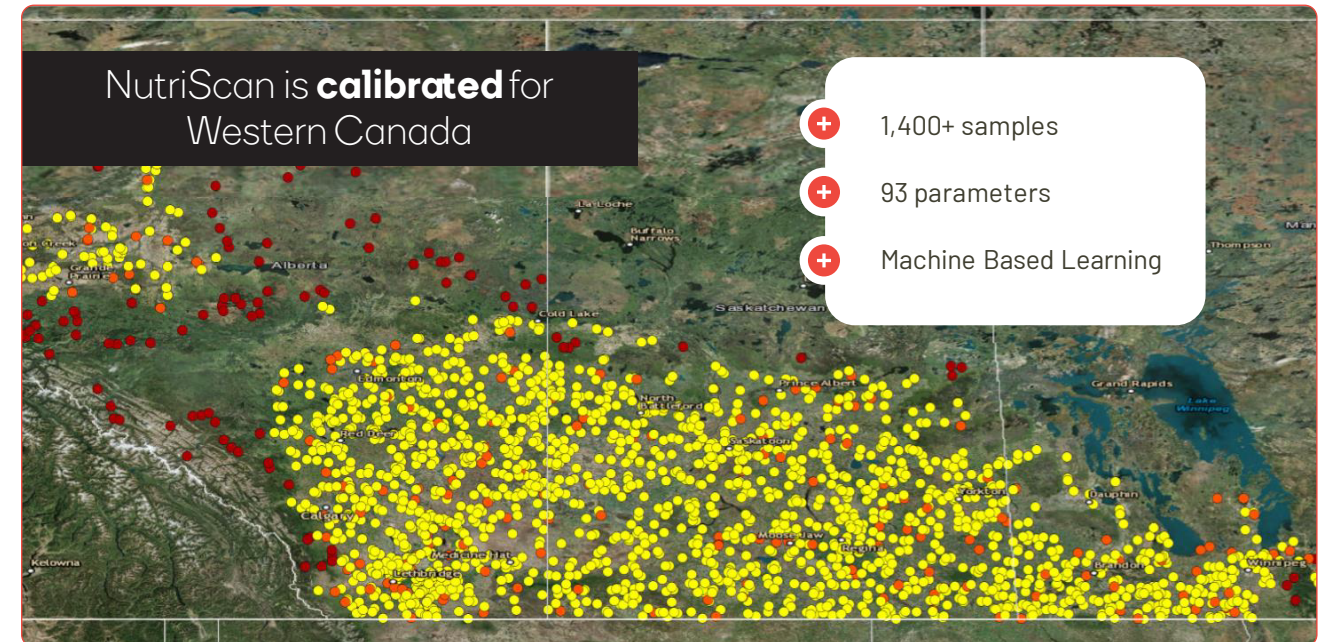 NutriScan is calibrated for
Western Canada
1,400+ samples
93 parameters
Machine Based Learning
La Loche
Buffalo
Narrows
Thompson
Grande
Prairie
Alberta
Saskatchewan
Cold Lake
Edmonton
Prince Albert
Grand Rapids
North
Battleford
Lake
Winnipeg
Red Deer
Saskatoon
Yorkton
Dauphin
Calgary
Medicine Hat
Moose Jaw
Regina
Kelowna
Lethbridge
Brandon
Winnipeg